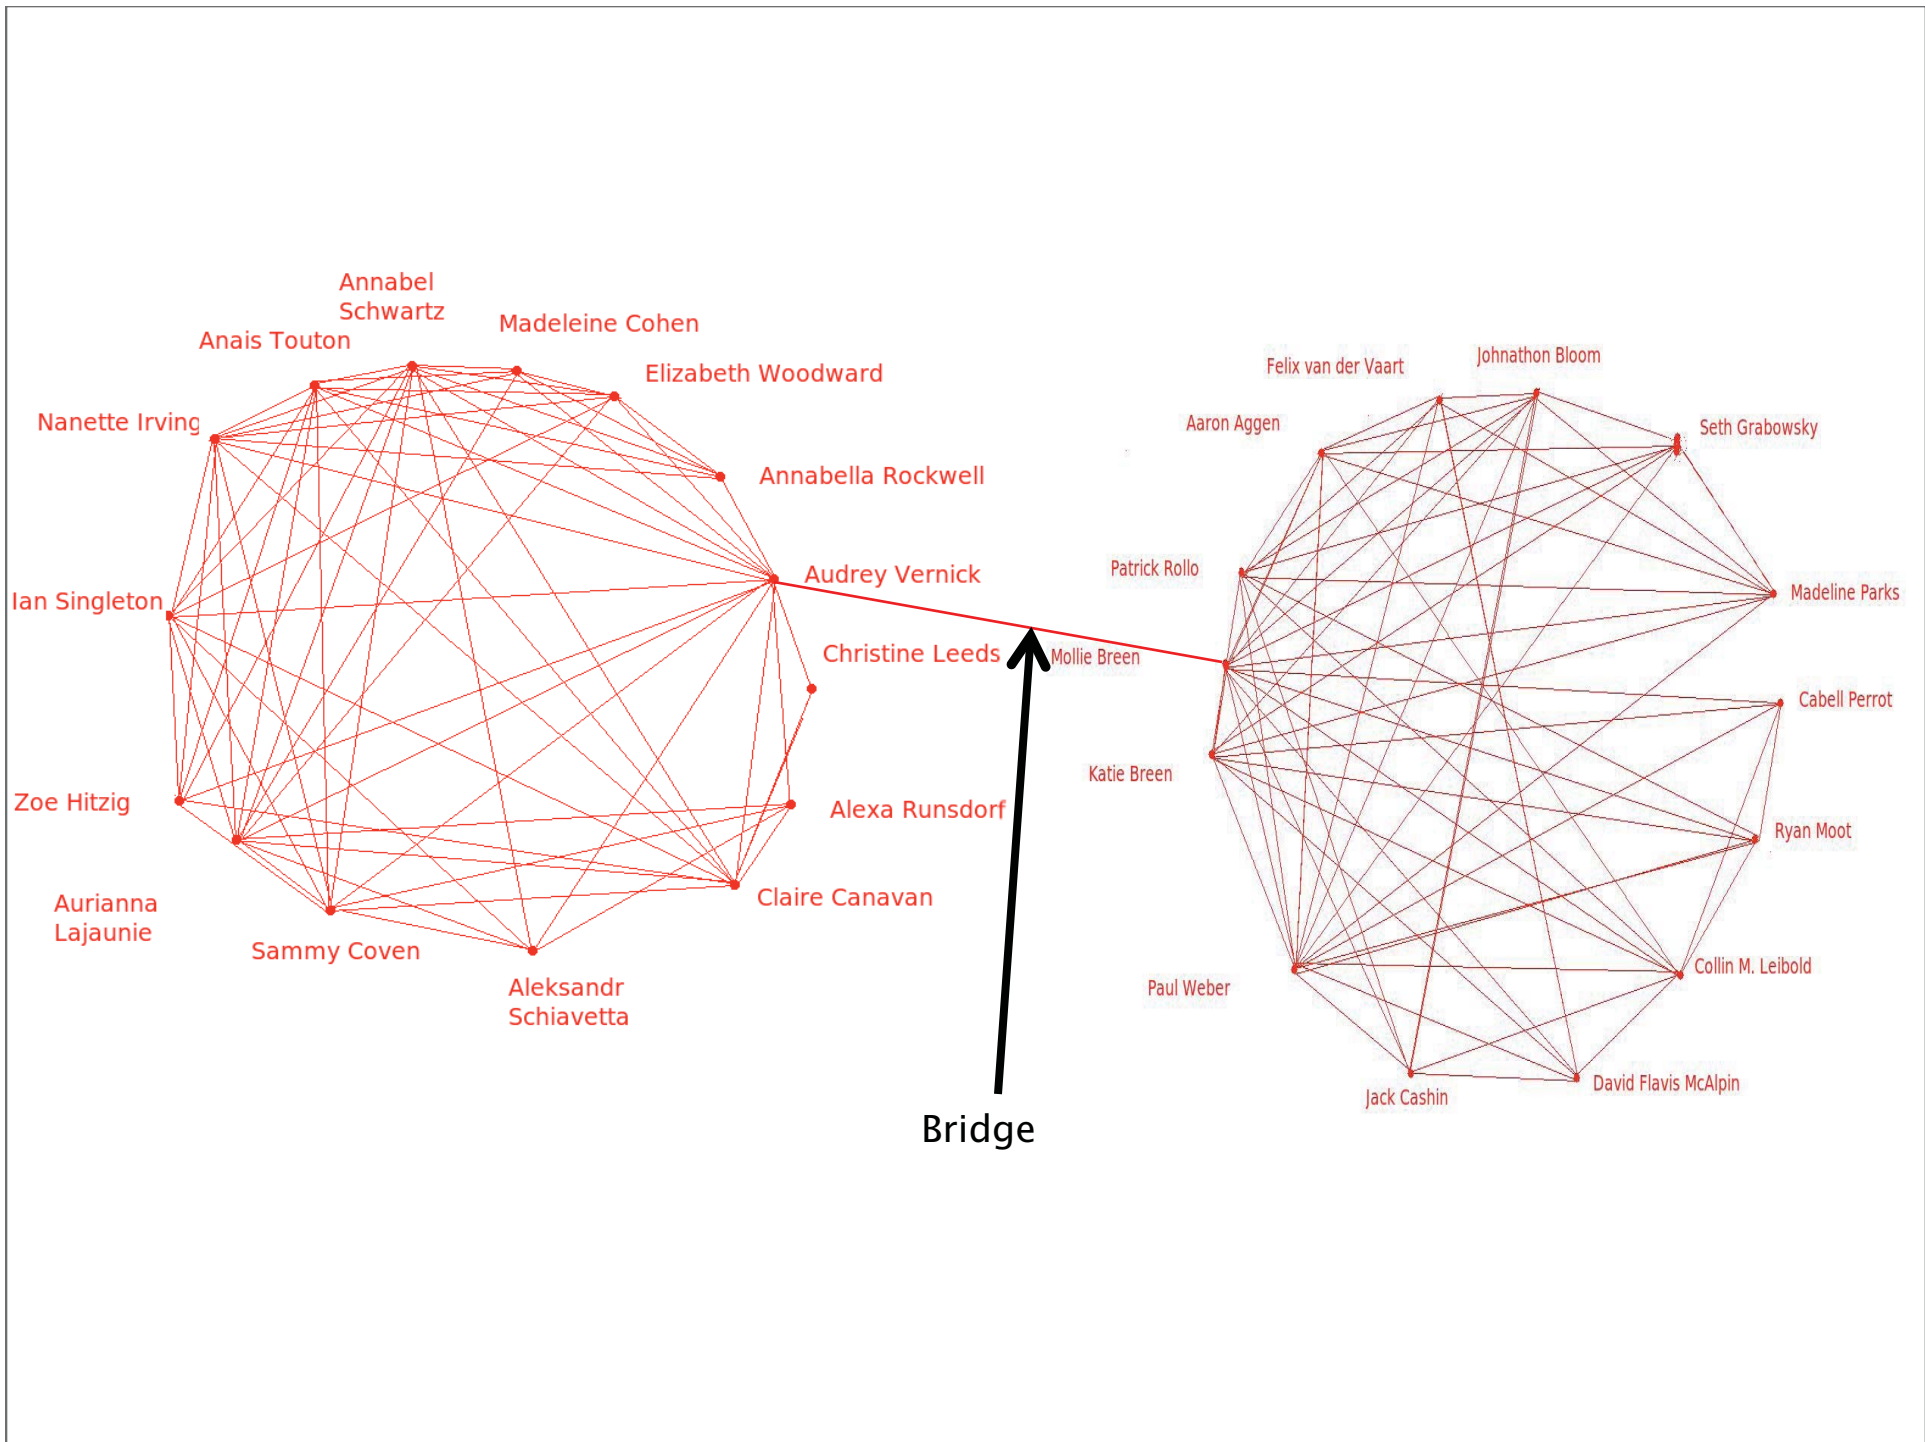 Annabel
Schwartz
Madeleine Cohen
Anais Touton
Elizabeth Woodward
Nanette Irving
Annabella Rockwell
Audrey Vernick
Ian Singleton
Christine Leeds
Zoe Hitzig
Alexa Runsdorf
Claire Canavan
Aurianna
Lajaunie
Sammy Coven
Aleksandr
Schiavetta
Bridge
Johnathon Bloom
Felix van der Vaart
Aaron Aggen
Seth Grabowsky
Patrick Rollo
Madeline Parks
Mollie Breen
Cabell Perrot
Katie Breen
Ryan Moot
Collin M. Leibold
Paul Weber
David Flavis McAlpin
Jack Cashin